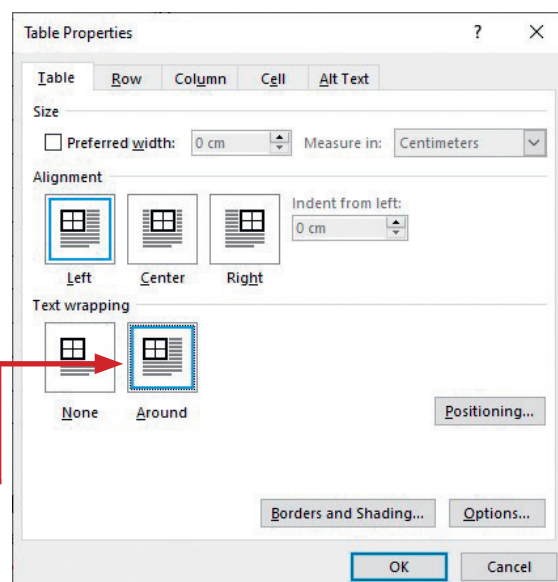 Table Properties ? X
Table Row Column Cell Alt Text
Size
Preferred width: 0 cm Measure in: Centimeters
Alignment
Indent from left:
0 cm
Left Center Right
Text wrapping
None Around
Positioning...
Borders and Shading... Options...
OK Cancel